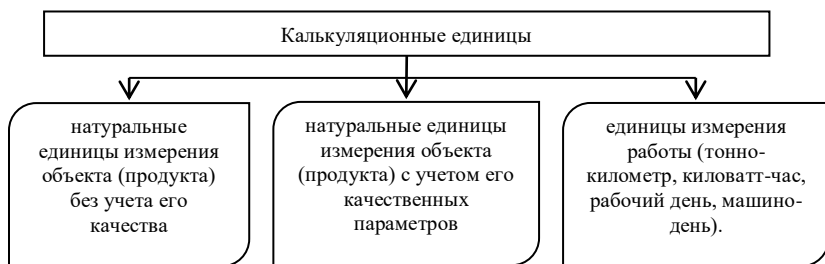 Калькуляционные единицы
натуральные
единицы измерения
объекта (продукта)
без учета его
качества
натуральные единицы
измерения объекта
(продукта) с учетом его
качественных
параметров
единицы измерения
работы (тонно-
километр, киловатт-час,
рабочий день, машино-
день).